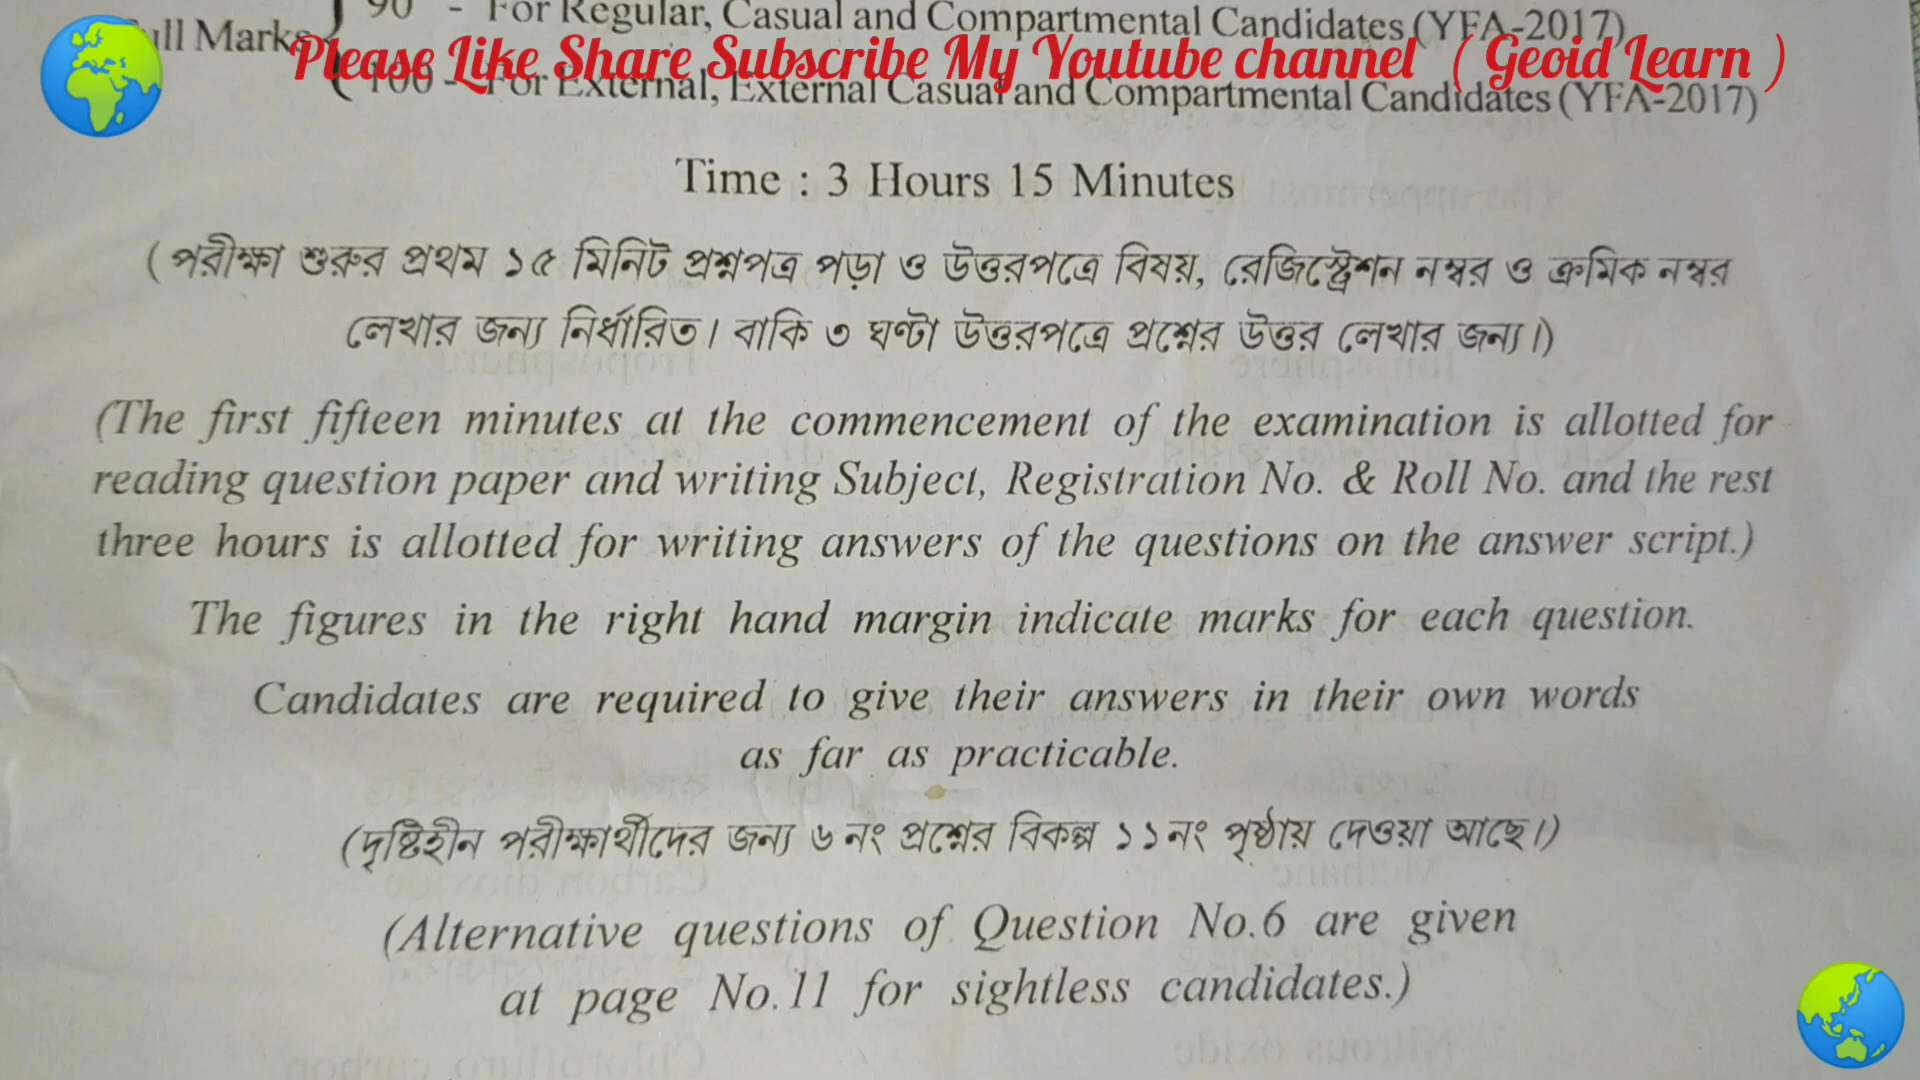 Full Marks
90 - For Regular, Casual and Compartmental Candidates (YFA-2017)
Please Like Share Subscribe My Youtube channel ( Geoid Learn )
100 - For External, External Casual and Compartmental Candidates (YFA-2017)
Time : 3 Hours 15 Minutes
( পরীক্ষা শুরুর প্রথম ১৫ মিনিট প্রশ্নপত্র পড়া ও উত্তরপত্রে বিষয়, রেজিস্ট্রেশন নম্বর ও ক্রমিক নম্বর
লেখার জন্য নির্ধারিত। বাকি ৩ ঘণ্টা উত্তরপত্রে প্রশ্নের উত্তর লেখার জন্য।)
(The first fifteen minutes at the commencement of the examination is allotted for
reading question paper and writing Subject, Registration No. & Roll No. and the rest
three hours is allotted for writing answers of the questions on the answer script.)
The figures in the right hand margin indicate marks for each question.
Candidates are required to give their answers in their own words
as far as practicable.
(দৃষ্টিহীন পরীক্ষার্থীদের জন্য ৬ নং প্রশ্নের বিকল্প ১১নং পৃষ্ঠায় দেওয়া আছে।)
(Alternative questions of Question No.6 are given
at page No.11 for sightless candidates.)